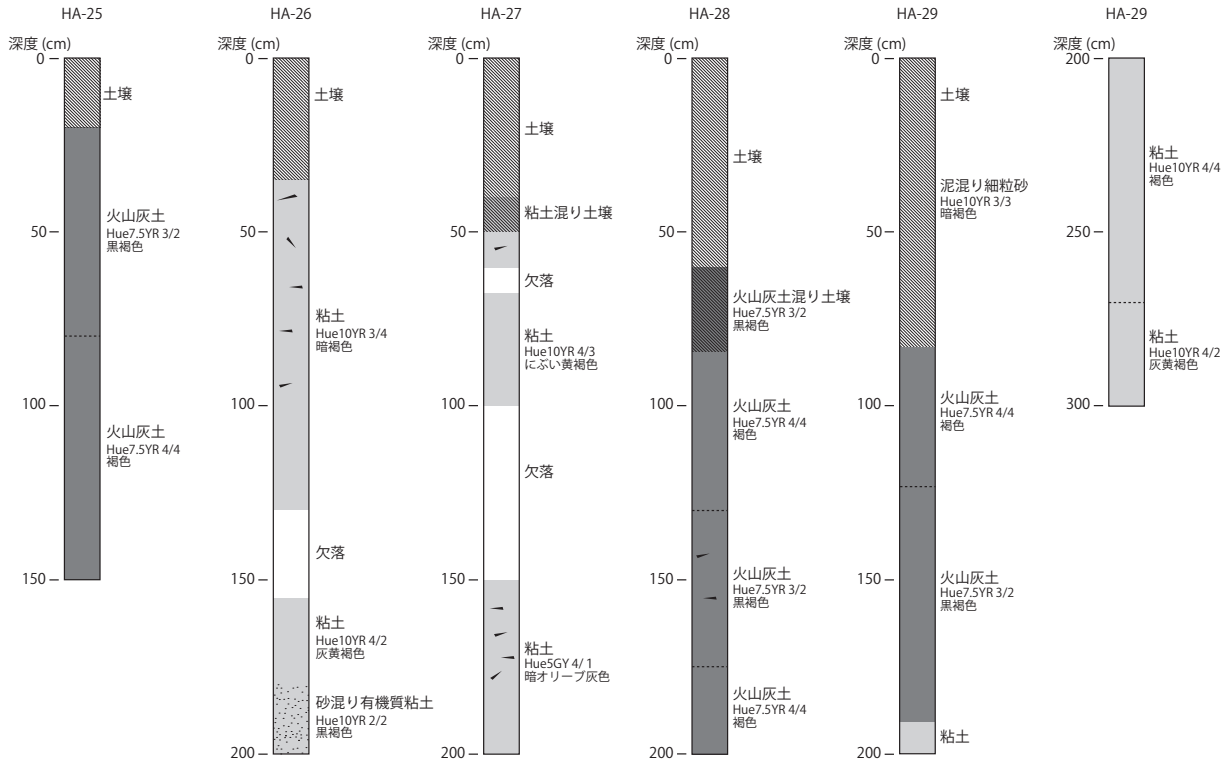 HA-25
深度 (cm)
0
50
100
150
土壌
火山灰土
Hue7.5YR 3/2
黒褐色
火山灰土
Hue7.5YR 4/4
褐色
HA-26
深度 (cm)
0
50
100
150
200
土壌
粘土
Hue10YR 3/4
暗褐色
欠落
粘土
Hue10YR 4/2
灰黄褐色
砂混り有機質粘土
Hue10YR 2/2
黒褐色
HA-27
深度 (cm)
0
50
100
150
200
土壌
粘土混り土壌
欠落
粘土
Hue10YR 4/3
にぶい黄褐色
欠落
粘土
Hue5GY 4/ 1
暗オリーブ灰色
HA-28
深度 (cm)
0
50
100
150
200
土壌
火山灰土混り土壌
Hue7.5YR 3/2
黒褐色
火山灰土
Hue7.5YR 4/4
褐色
火山灰土
Hue7.5YR 3/2
黒褐色
火山灰土
Hue7.5YR 4/4
褐色
HA-29
深度 (cm)
0
50
100
150
200
土壌
泥混り細粒砂
Hue10YR 3/3
暗褐色
火山灰土
Hue7.5YR 4/4
褐色
火山灰土
Hue7.5YR 3/2
黒褐色
粘土
HA-29
深度 (cm)
200
250
300
粘土
Hue10YR 4/4
褐色
粘土
Hue10YR 4/2
灰黄褐色